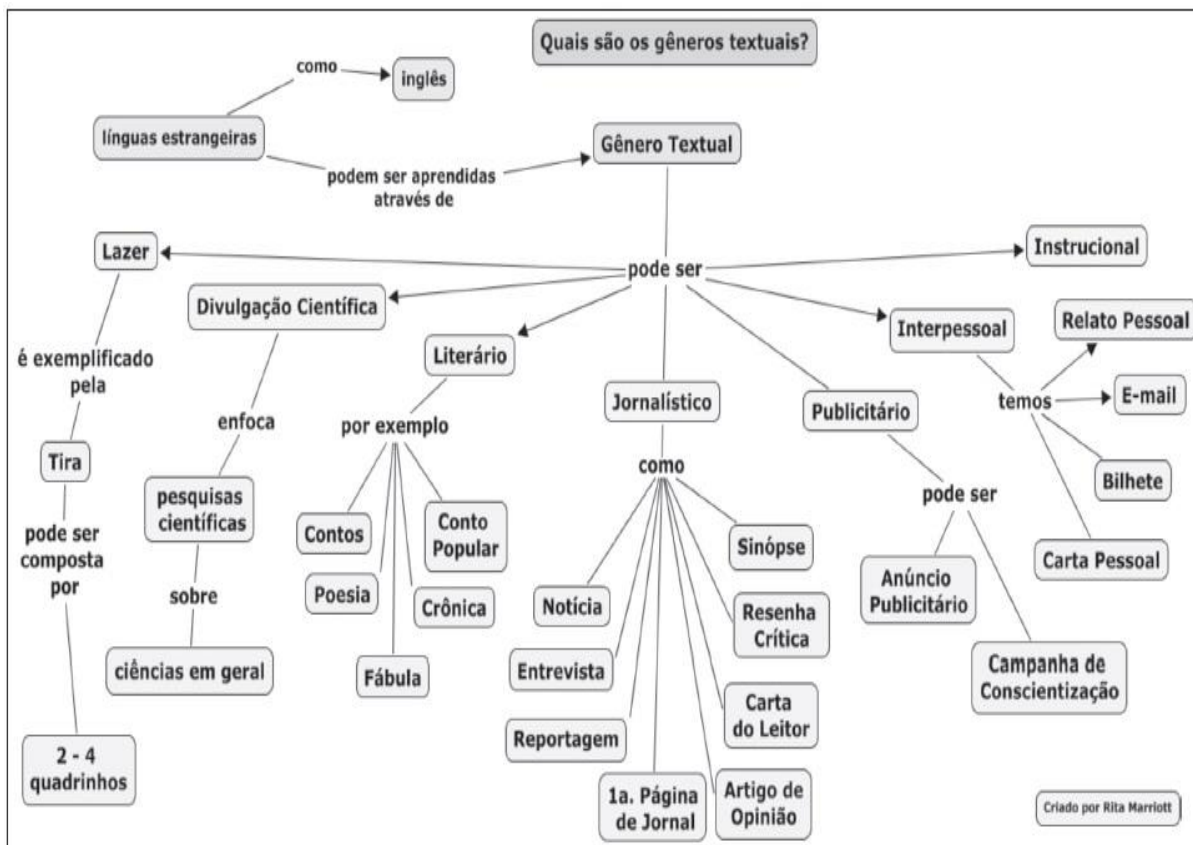 Quais são os gêneros textuais?
como
inglês
línguas estrangeiras
Gênero Textual
podem ser aprendidas
através de
Lazer
pode ser
Instrucional
Divulgação Científica
Interpessoal
Relato Pessoal
Literário
é exemplificado
pela
Jornalístico
Publicitário
temos
E-mail
enfoca
por exemplo
Tira
como
Bilhete
pesquisas
científicas
pode ser
Contos
Conto
Popular
Sinópse
pode ser
composta
por
Carta Pessoal
Anúncio
Publicitário
sobre
Poesia
Crônica
Notícia
Resenha
Crítica
ciências em geral
Fábula
Entrevista
Campanha de
Conscientização
Carta
do Leitor
Reportagem
2 - 4
quadrinhos
1a. Página
de Jornal
Artigo de
Opinião
Criado por Rita Marriott